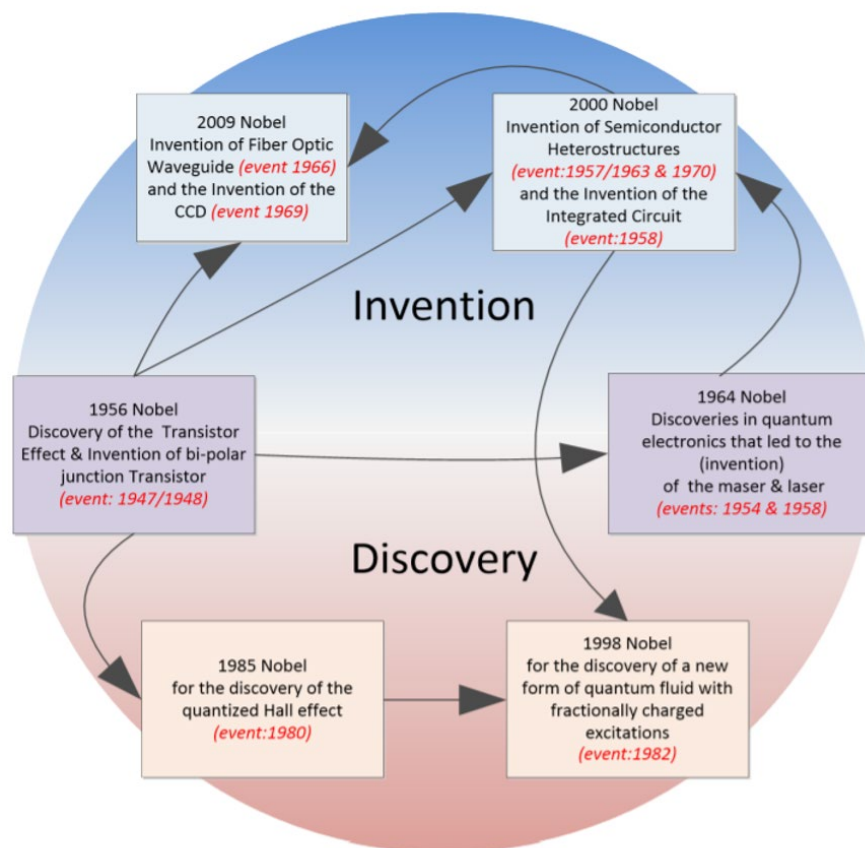 2009 Nobel
Invention of Fiber Optic
Waveguide (event 1966)
and the Invention of the
CCD (event 1969)
2000 Nobel
Invention of Semiconductor
Heterostructures
(event:1957/1963 & 1970)
and the Invention of the
Integrated Circuit
(event:1958)
Invention
1956 Nobel
Discovery of the Transistor
Effect & Invention of bi-polar
junction Transistor
(event: 1947/1948)
1964 Nobel
Discoveries in quantum
electronics that led to the
(invention)
of the maser & laser
(events: 1954 & 1958)
Discovery
1985 Nobel
for the discovery of the
quantized Hall effect
(event:1980)
1998 Nobel
for the discovery of a new
form of quantum fluid with
fractionally charged
excitations
(event:1982)